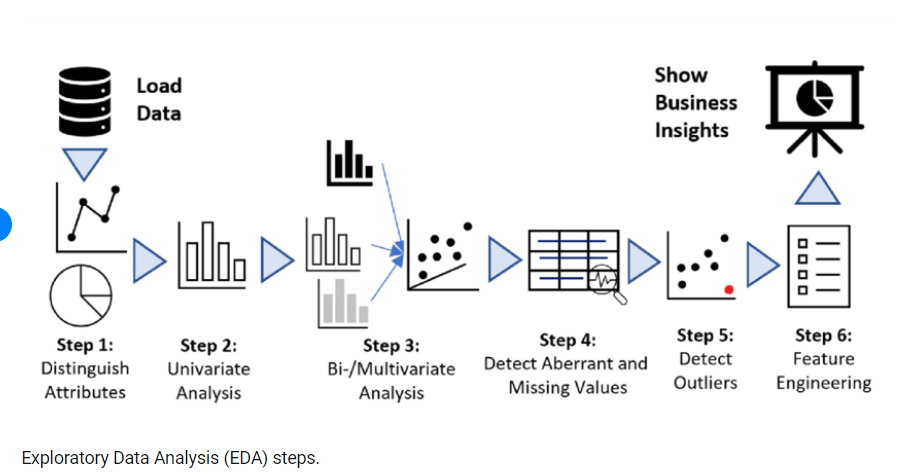 Load
Data
Show
Business
Insights
Step 1:
Distinguish
Attributes
Step 2:
Univariate
Analysis
Step 3:
Bi-/Multivariate
Analysis
Step 4:
Detect Aberrant and
Missing Values
Step 5:
Detect
Outliers
Step 6:
Feature
Engineering
Exploratory Data Analysis (EDA) steps.